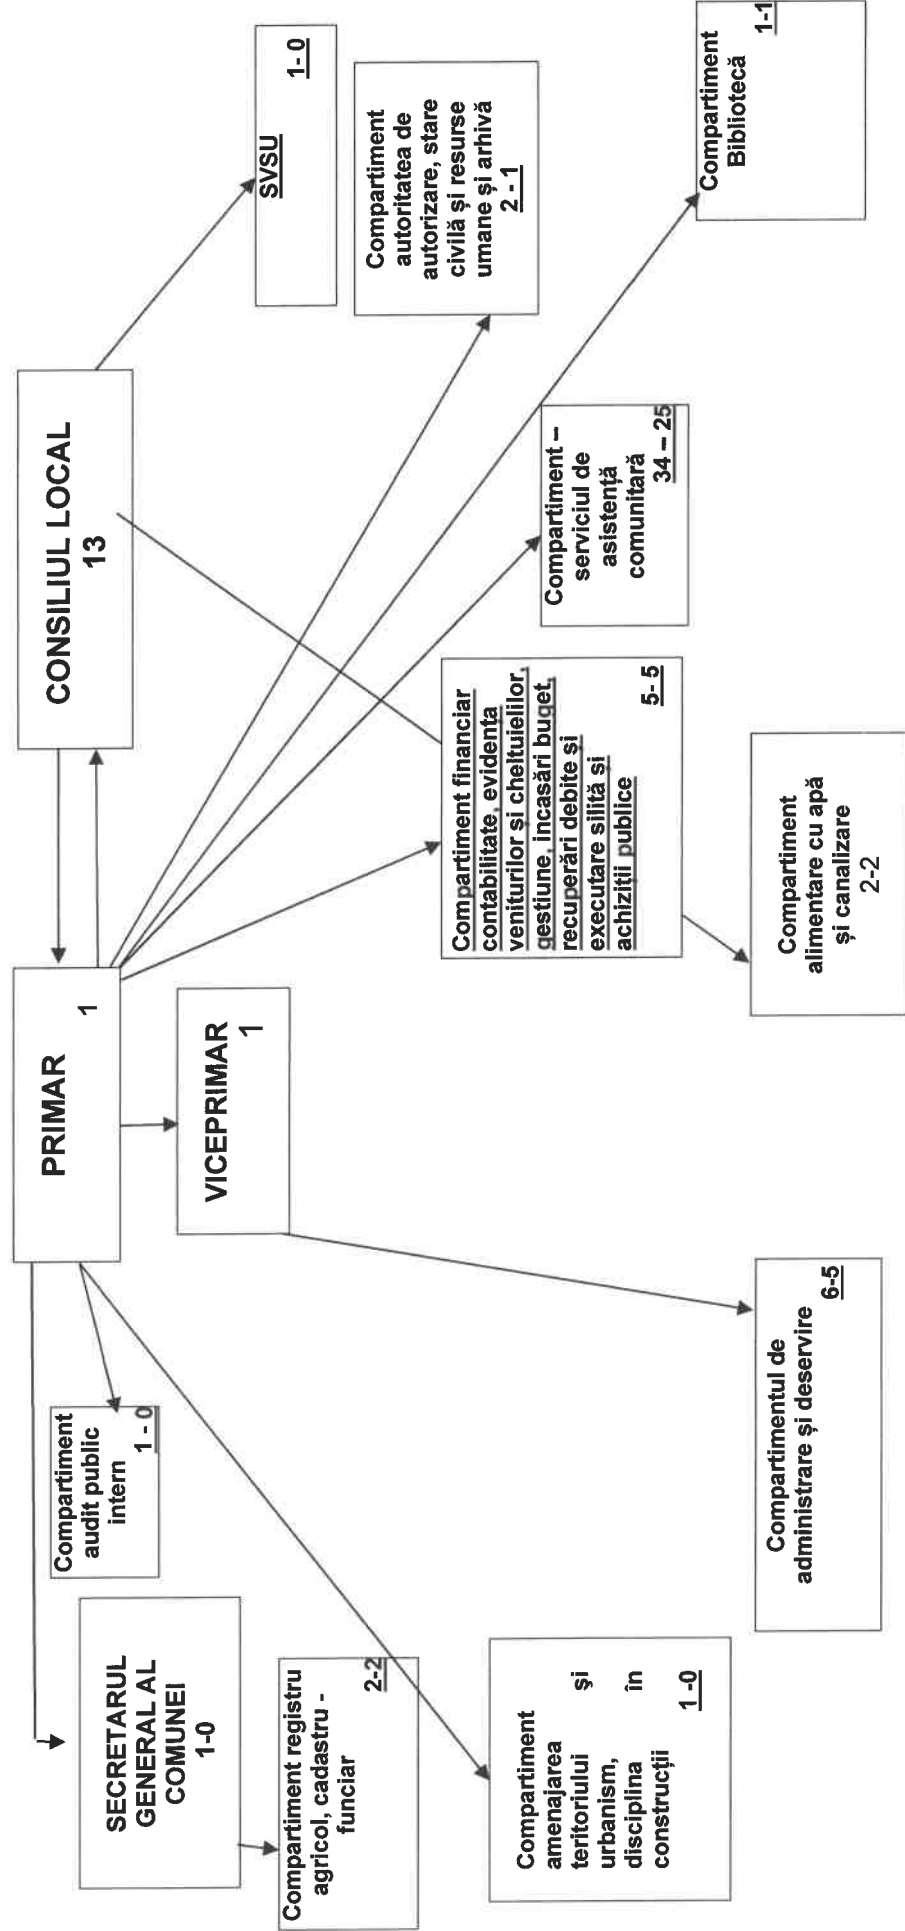 PRIMAR
1
CONSILIUL LOCAL
13
VICEPRIMAR
1
SECRETARUL
GENERAL AL
COMUNEI
1-0
Compartiment
audit public
intern
1 - 0
SVSU
1- 0
Compartiment
autoritatea de
autorizare, stare
civilă și resurse
umane și arhivă
2 - 1
Compartiment registru
agricol, cadastru -
funciar
2-2
Compartiment
amenajarea
teritoriului și
urbanism,
disciplina în
construcții
1 -0
Compartiment financiar
contabilitate, evidența
veniturilor și cheltuielilor,
gestiune, incasări buget,
recuperări debite și
executare silită și
achiziții publice
5- 5
Compartiment –
serviciul de
asistență
comunitară
34 – 25
Compartiment
Bibliotecă
1-1
Compartimentul de
administrare și deservire
6-5
Compartiment
alimentare cu apă
și canalizare
2-2